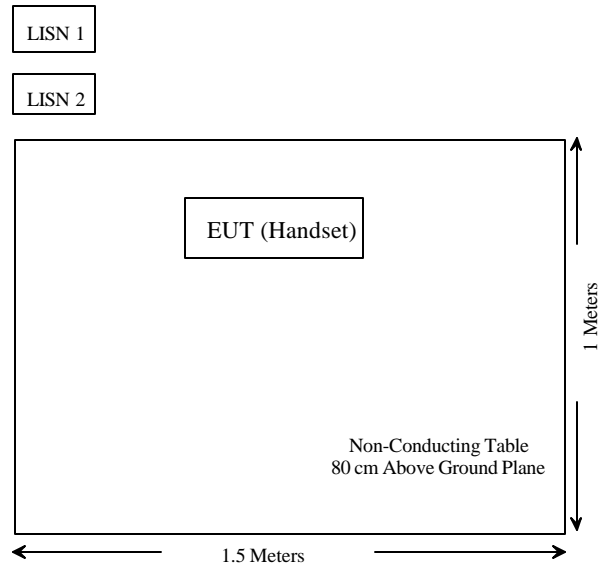 LISN 1
LISN 2
EUT (Handset)
1 Meters
Non-Conducting Table
80 cm Above Ground Plane
1.5 Meters